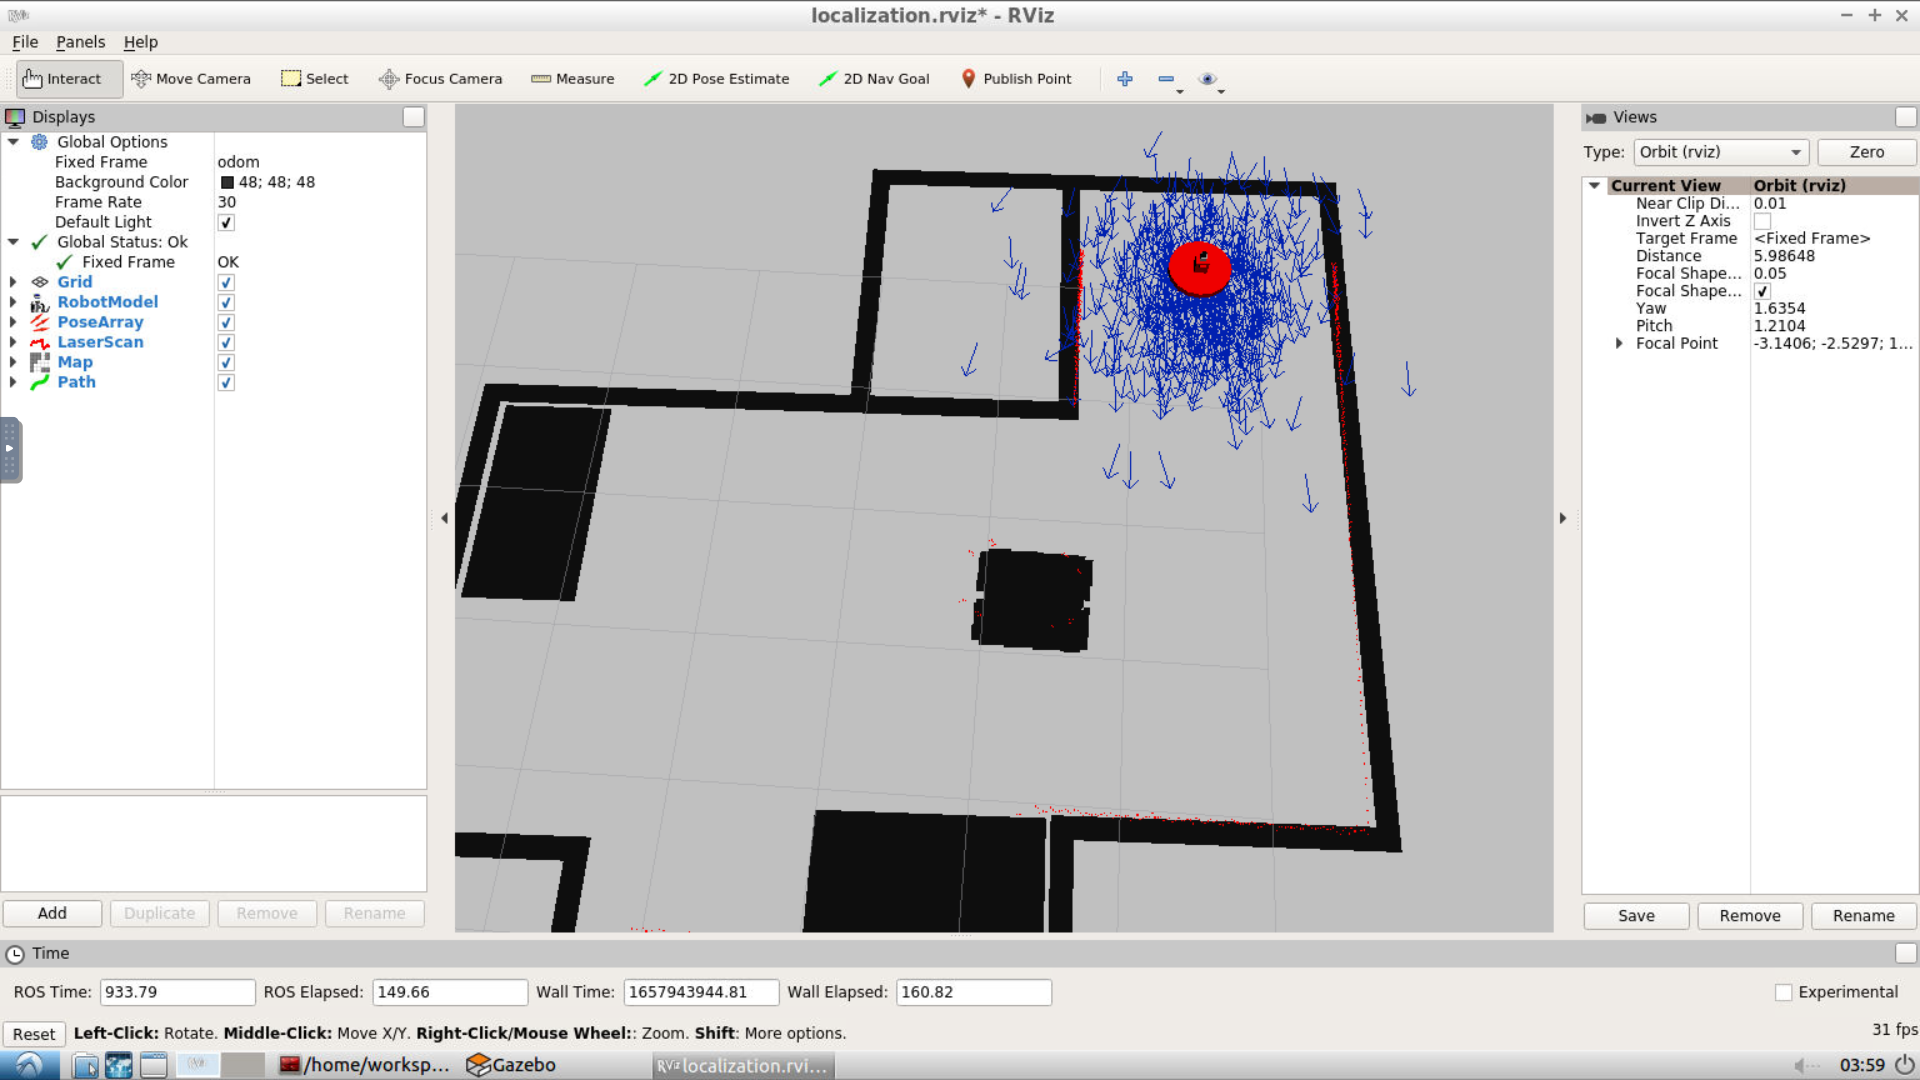 localization.rviz* - RViz
File Panels Help
Interact Move Camera Select Focus Camera Measure 2D Pose Estimate 2D Nav Goal Publish Point
Displays
Global Options
Fixed Frame odom
Background Color 48; 48; 48
Frame Rate 30
Default Light
Global Status: Ok
Fixed Frame OK
Grid
RobotModel
PoseArray
LaserScan
Map
Path
Add Duplicate Remove Rename
Views
Type: Orbit (rviz) Zero
Current View Orbit (rviz)
Near Clip Di... 0.01
Invert Z Axis
Target Frame <Fixed Frame>
Distance 5.98648
Focal Shape... 0.05
Focal Shape...
Yaw 1.6354
Pitch 1.2104
Focal Point -3.1406; -2.5297; 1...
Save Remove Rename
Time
ROS Time: 933.79 ROS Elapsed: 149.66 Wall Time: 1657943944.81 Wall Elapsed: 160.82 Experimental
Reset Left-Click: Rotate. Middle-Click: Move X/Y. Right-Click/Mouse Wheel:: Zoom. Shift: More options. 31 fps
/home/worksp... Gazebo RViz localization.rvi... 03:59